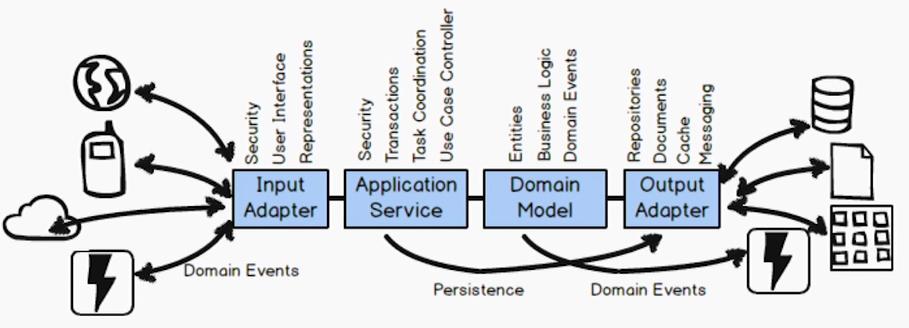 Security
User Interface
Representations
Security
Transactions
Task Coordination
Use Case Controller
Entities
Business Logic
Domain Events
Repositories
Documents
Cache
Messaging
Input
Adapter
Application
Service
Domain
Model
Output
Adapter
Domain Events
Persistence
Domain Events